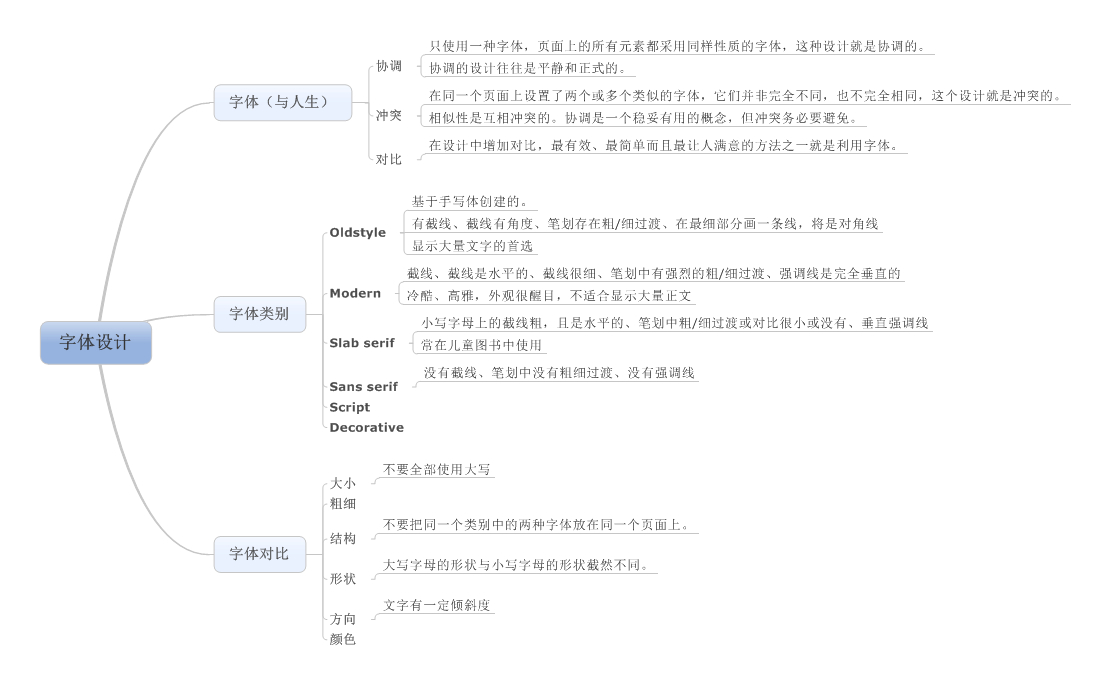 字体设计
字体（与人生）
协调
只使用一种字体，页面上的所有元素都采用同样性质的字体，这种设计就是协调的。
协调的设计往往是平静和正式的。
冲突
在同一个页面上设置了两个或多个类似的字体，它们并非完全不同，也不完全相同，这个设计就是冲突的。
相似性是互相冲突的。协调是一个稳妥有用的概念，但冲突务必要避免。
对比
在设计中增加对比，最有效、最简单而且最让人满意的方法之一就是利用字体。
字体类别
Oldstyle
基于手写体创建的。
有截线、截线有角度、笔划存在粗/细过渡、在最细部分画一条线，将是对角线
显示大量文字的首选
Modern
截线、截线是水平的、截线很细、笔划中有强烈的粗/细过渡、强调线是完全垂直的
冷酷、高雅，外观很醒目，不适合显示大量正文
Slab serif
小写字母上的截线粗，且是水平的、笔划中粗/细过渡或对比很小或没有、垂直强调线
常在儿童图书中使用
Sans serif
没有截线、笔划中没有粗细过渡、没有强调线
Script
Decorative
字体对比
大小
不要全部使用大写
粗细
结构
不要把同一个类别中的两种字体放在同一个页面上。
形状
大写字母的形状与小写字母的形状截然不同。
方向
文字有一定倾斜度
颜色